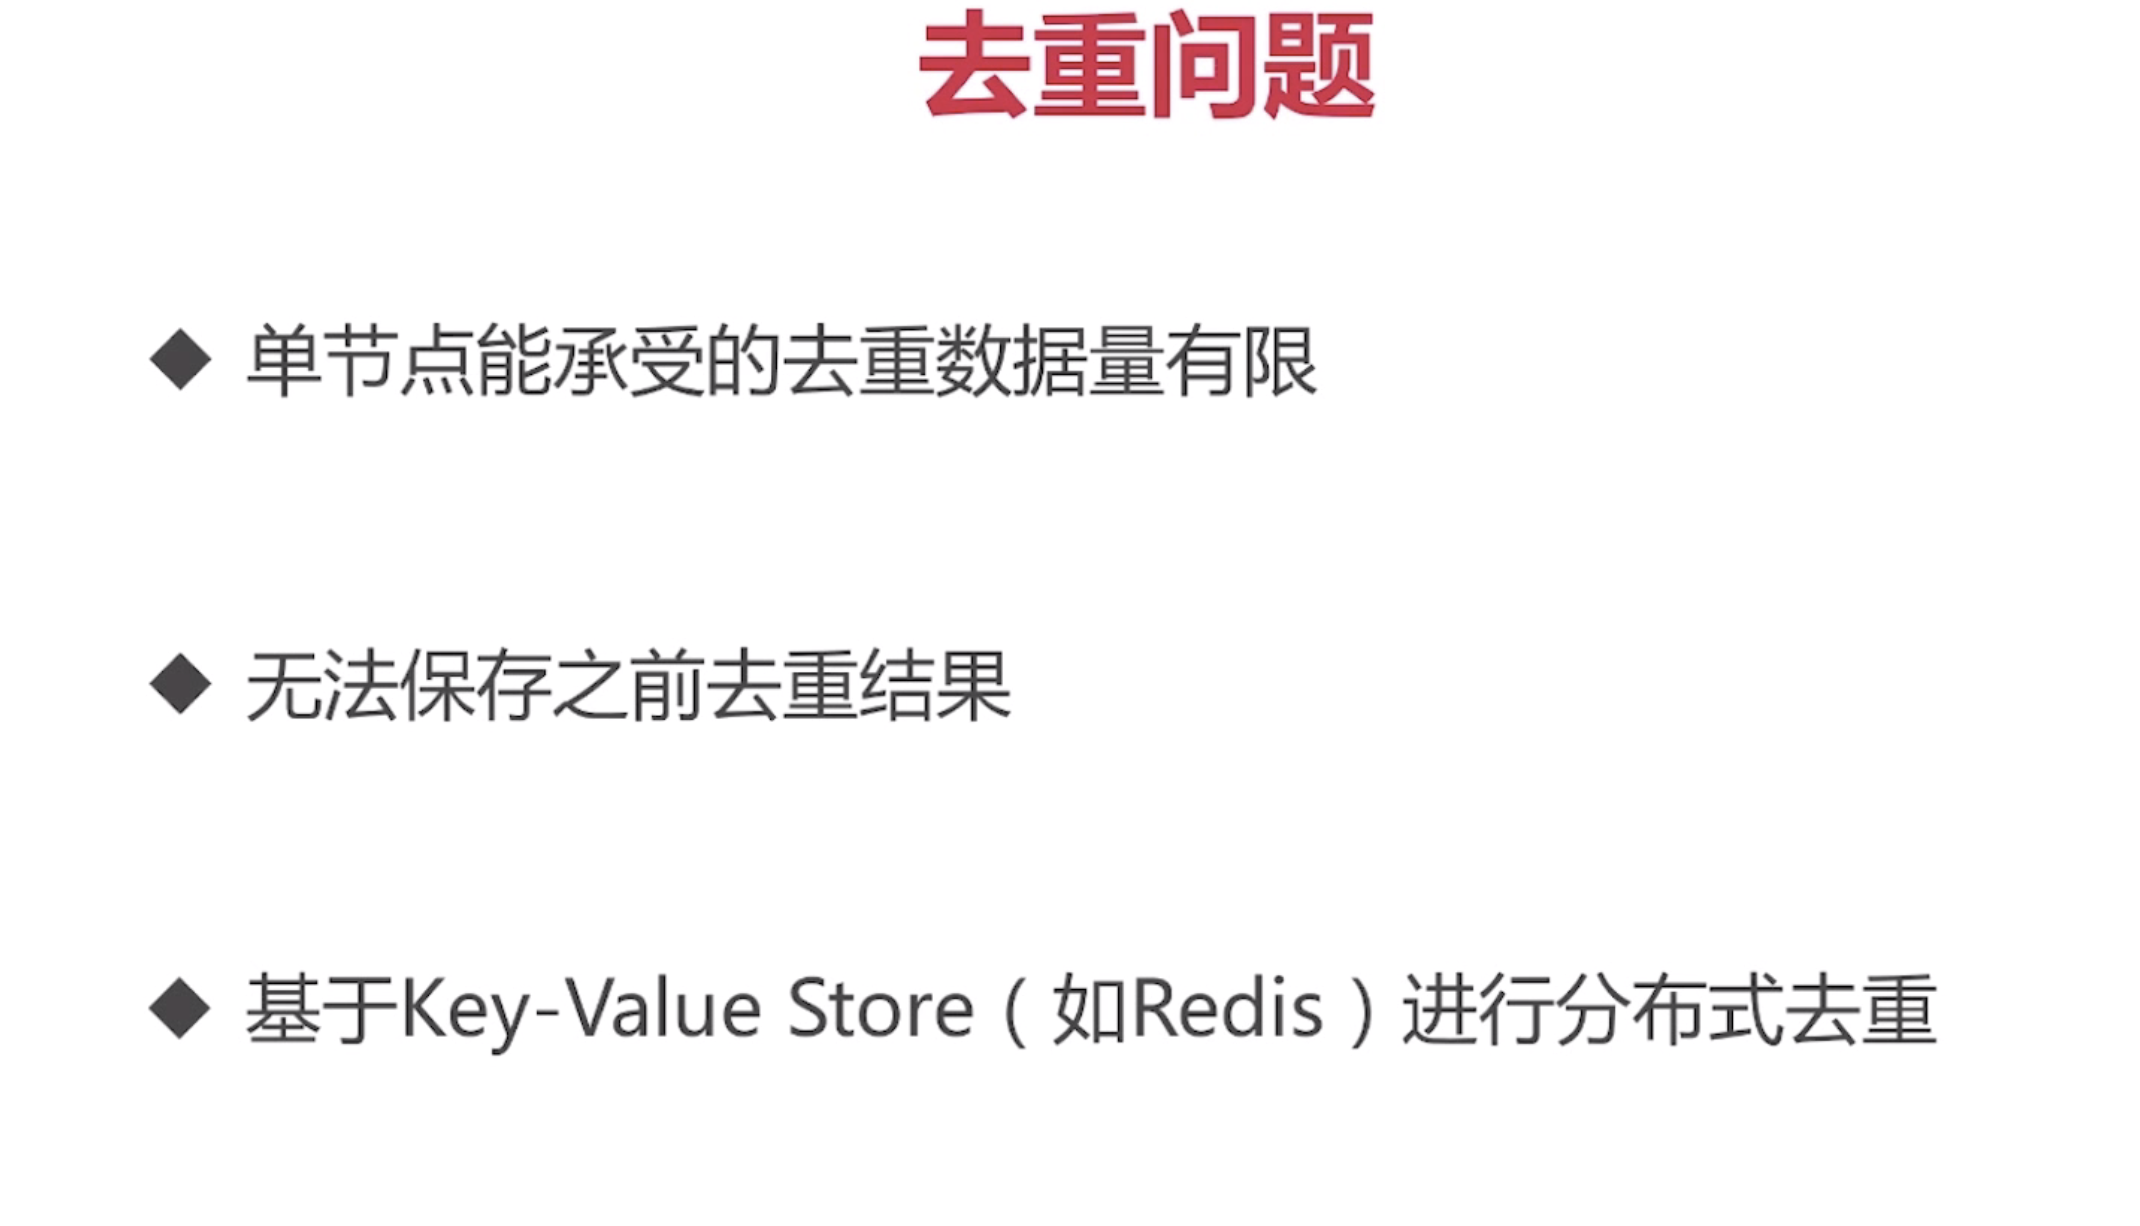 去重问题
◆ 单节点能承受的去重数据量有限
◆ 无法保存之前去重结果
◆ 基于Key-Value Store（如Redis）进行分布式去重